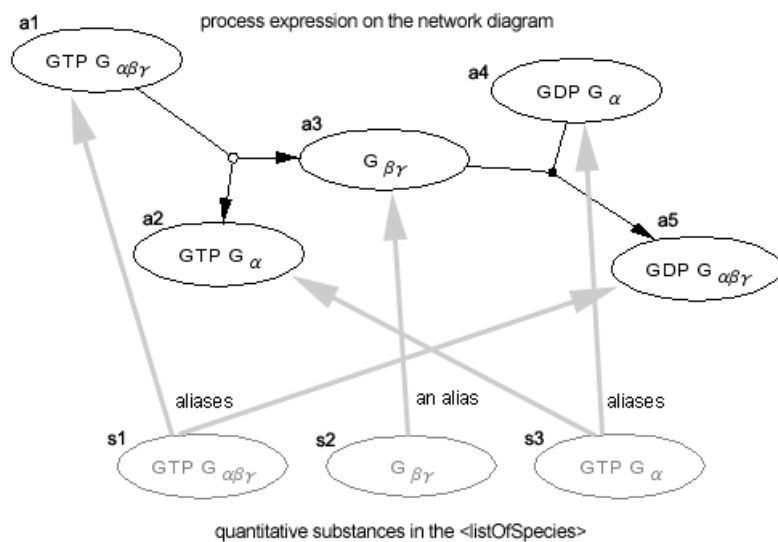 process expression on the network diagram
a1
GTP G αβγ
a4
GDP G α
a3
G βγ
a2
GTP G α
a5
GDP G αβγ
aliases
an alias
aliases
s1
GTP G αβγ
s2
G βγ
s3
GTP G α
quantitative substances in the <listOfSpecies>